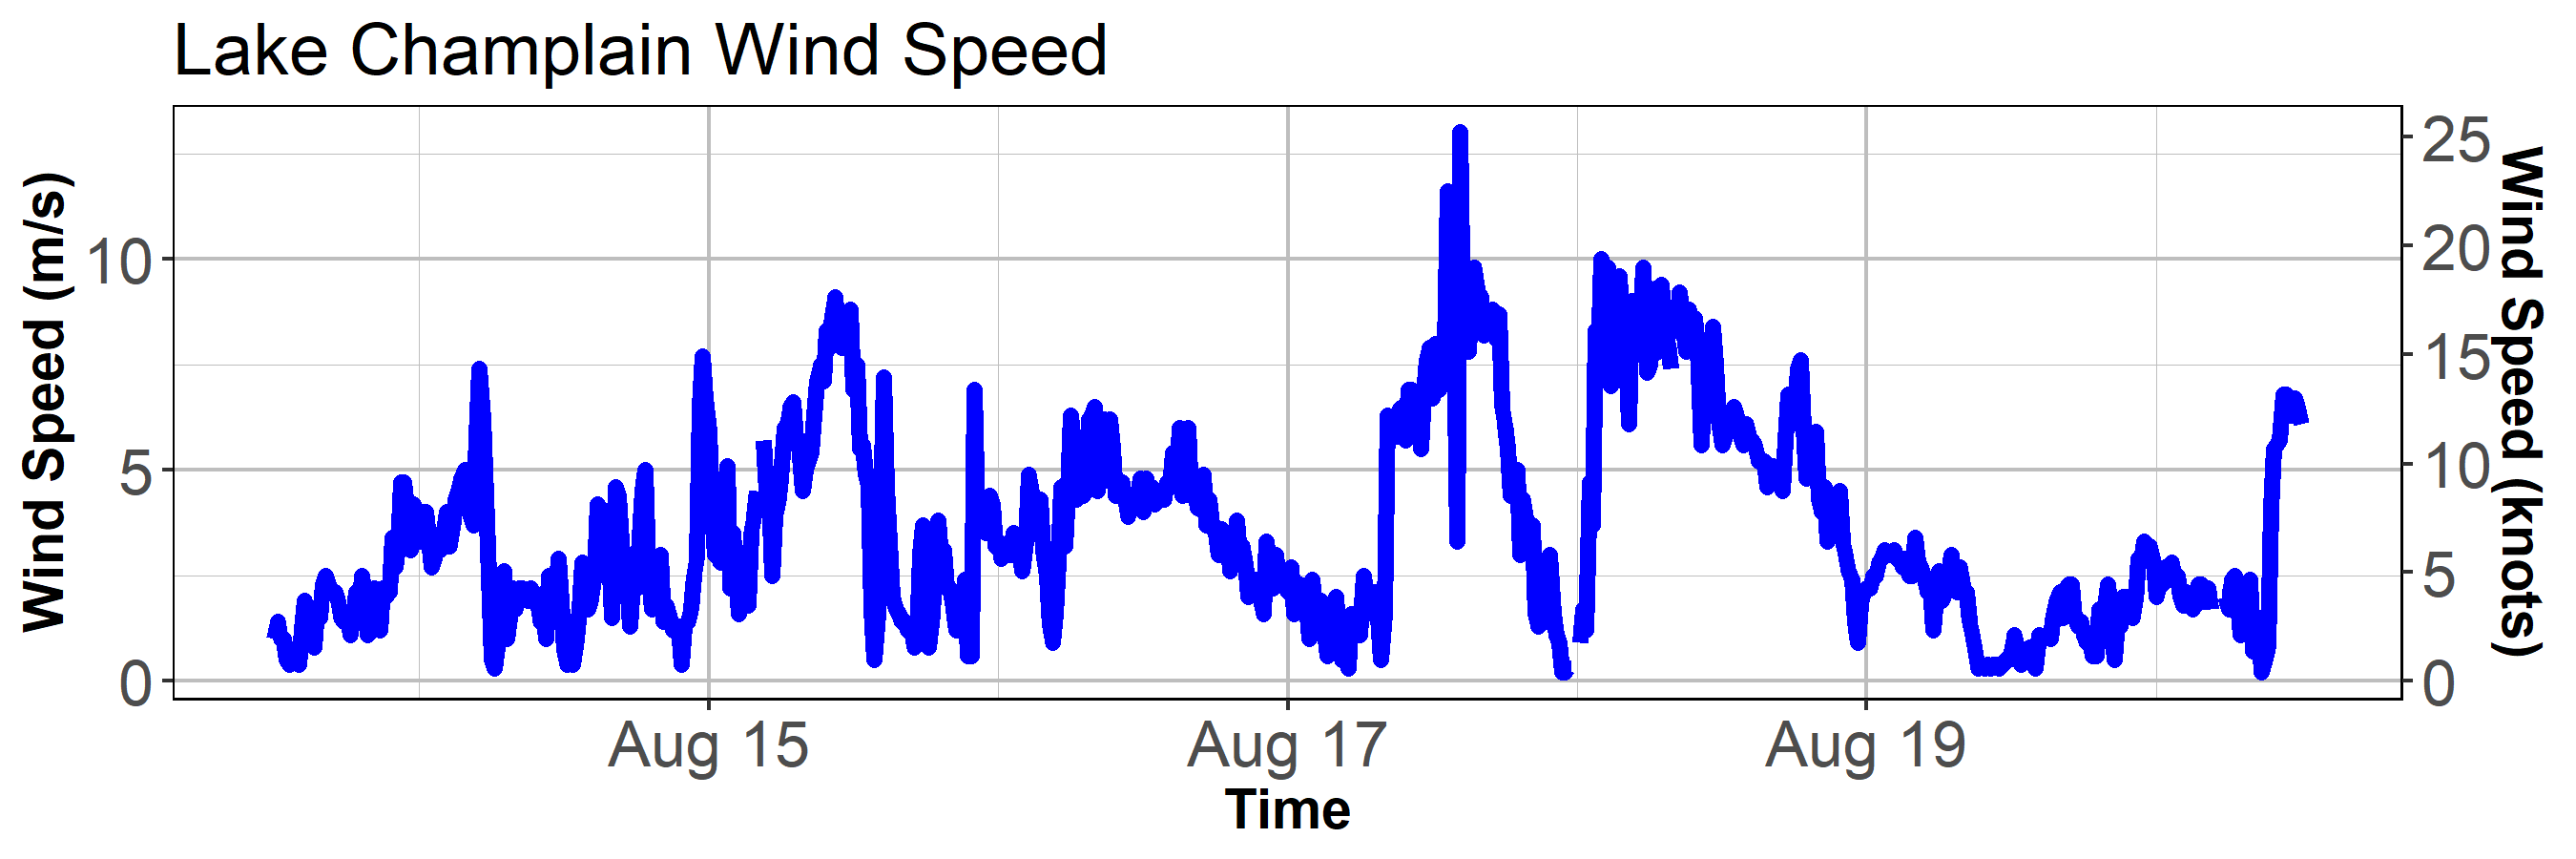 Lake Champlain Wind Speed
Wind Speed (m/s)
10
5
0
25
20
15
10
5
0
Wind Speed (knots)
Aug 15
Aug 17
Aug 19
Time